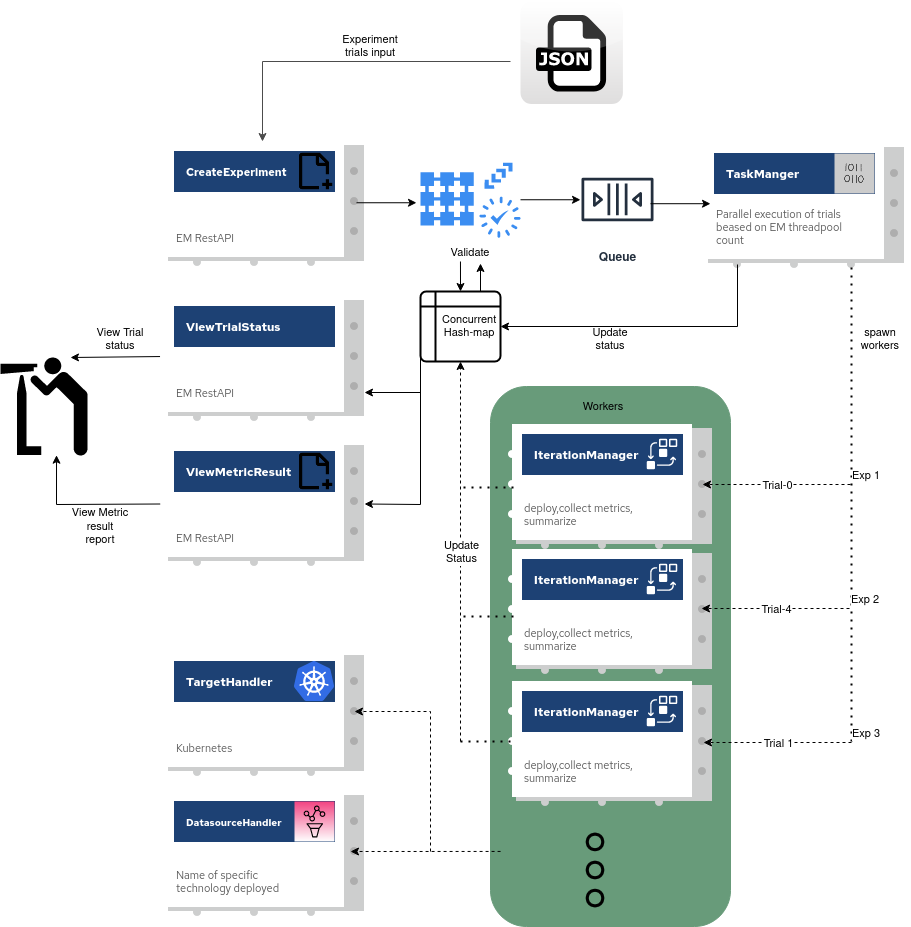 Experiment
trials input
JSON
CreateExperiment
EM RestAPI
Validate
Queue
TaskManger
1011
0110
Parallel execution of trials
beased on EM threadpool
count
ViewTrialStatus
EM RestAPI
View Trial
status
Concurrent
Hash-map
Update
status
spawn
workers
ViewMetricResult
EM RestAPI
View Metric
result
report
Workers
IterationManager
deploy,collect metrics,
summarize
Trial-0
Exp 1
Update
Status
IterationManager
deploy,collect metrics,
summarize
Trial-4
Exp 2
IterationManager
deploy,collect metrics,
summarize
Trial 1
Exp 3
TargetHandler
Kubernetes
DatasourceHandler
Name of specific
technology deployed